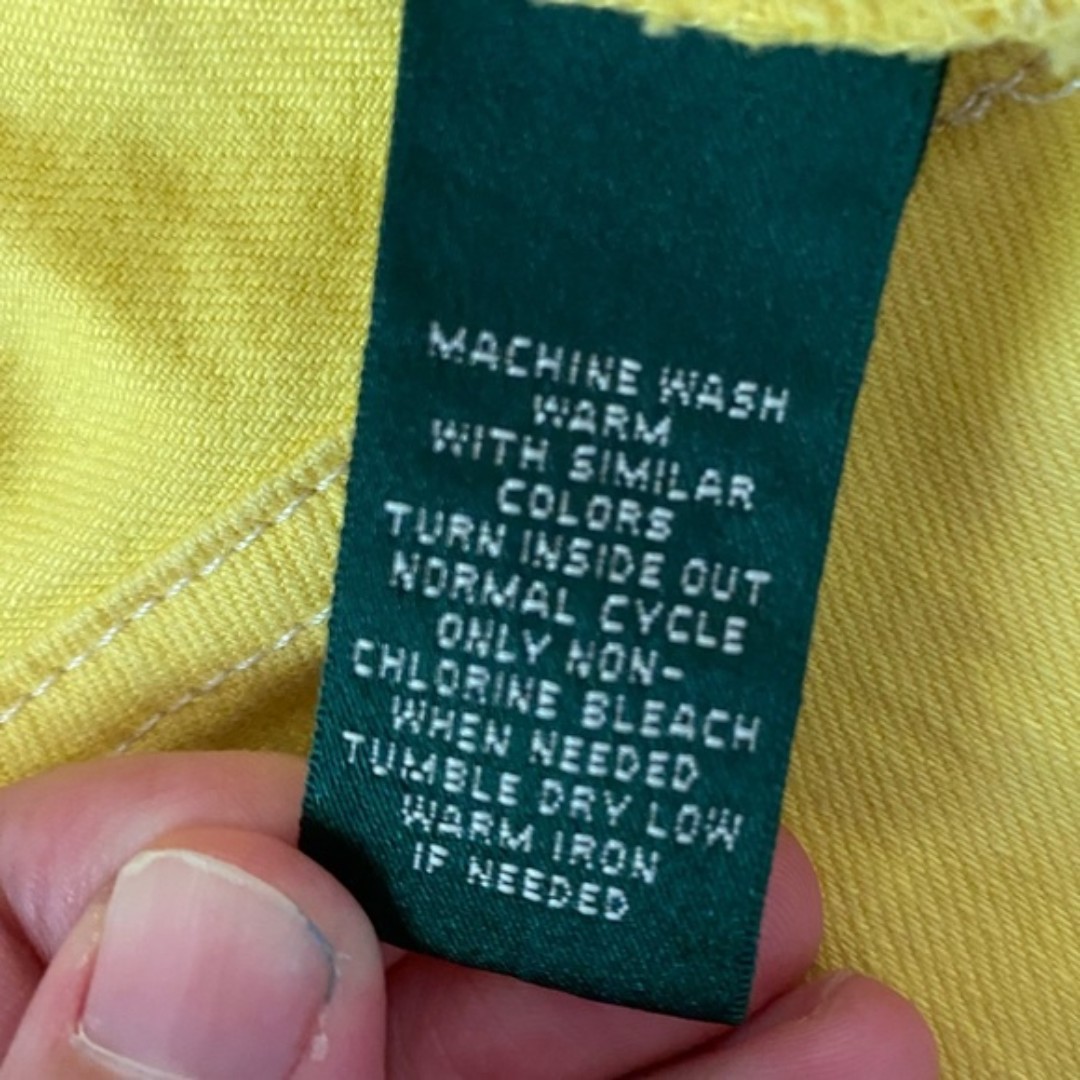 MACHINE WASH
WARM
WITH SIMILAR
COLORS
TURN INSIDE OUT
NORMAL CYCLE
ONLY NON-
CHLORINE BLEACH
WHEN NEEDED
TUMBLE DRY LOW
WARM IRON
IF NEEDED